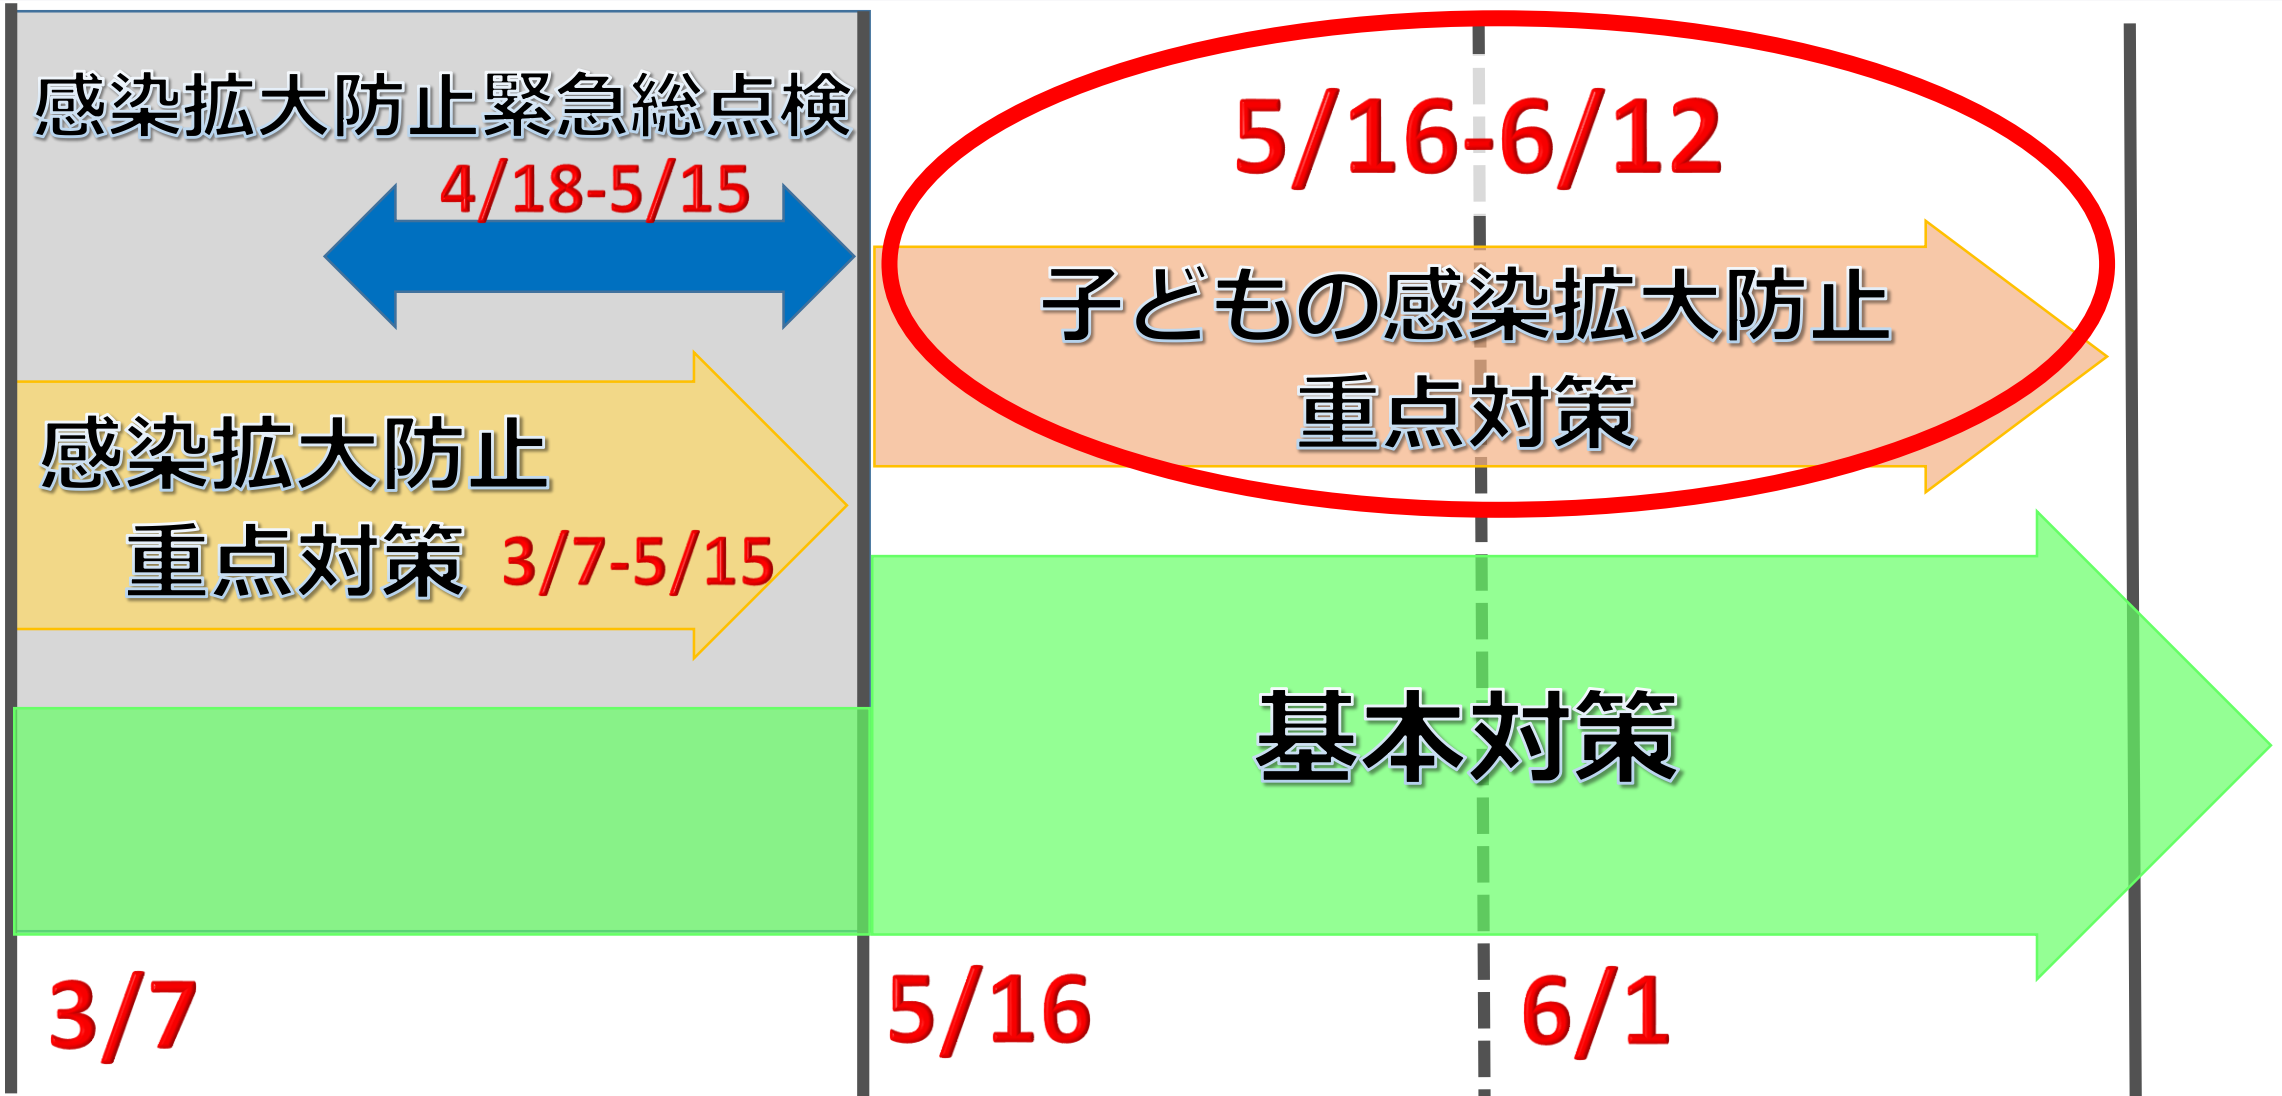 感染拡大防止緊急総点検
4/18-5/15
感染拡大防止
重点対策 3/7-5/15
5/16-6/12
子どもの感染拡大防止
重点対策
基本対策
3/7
5/16
6/1